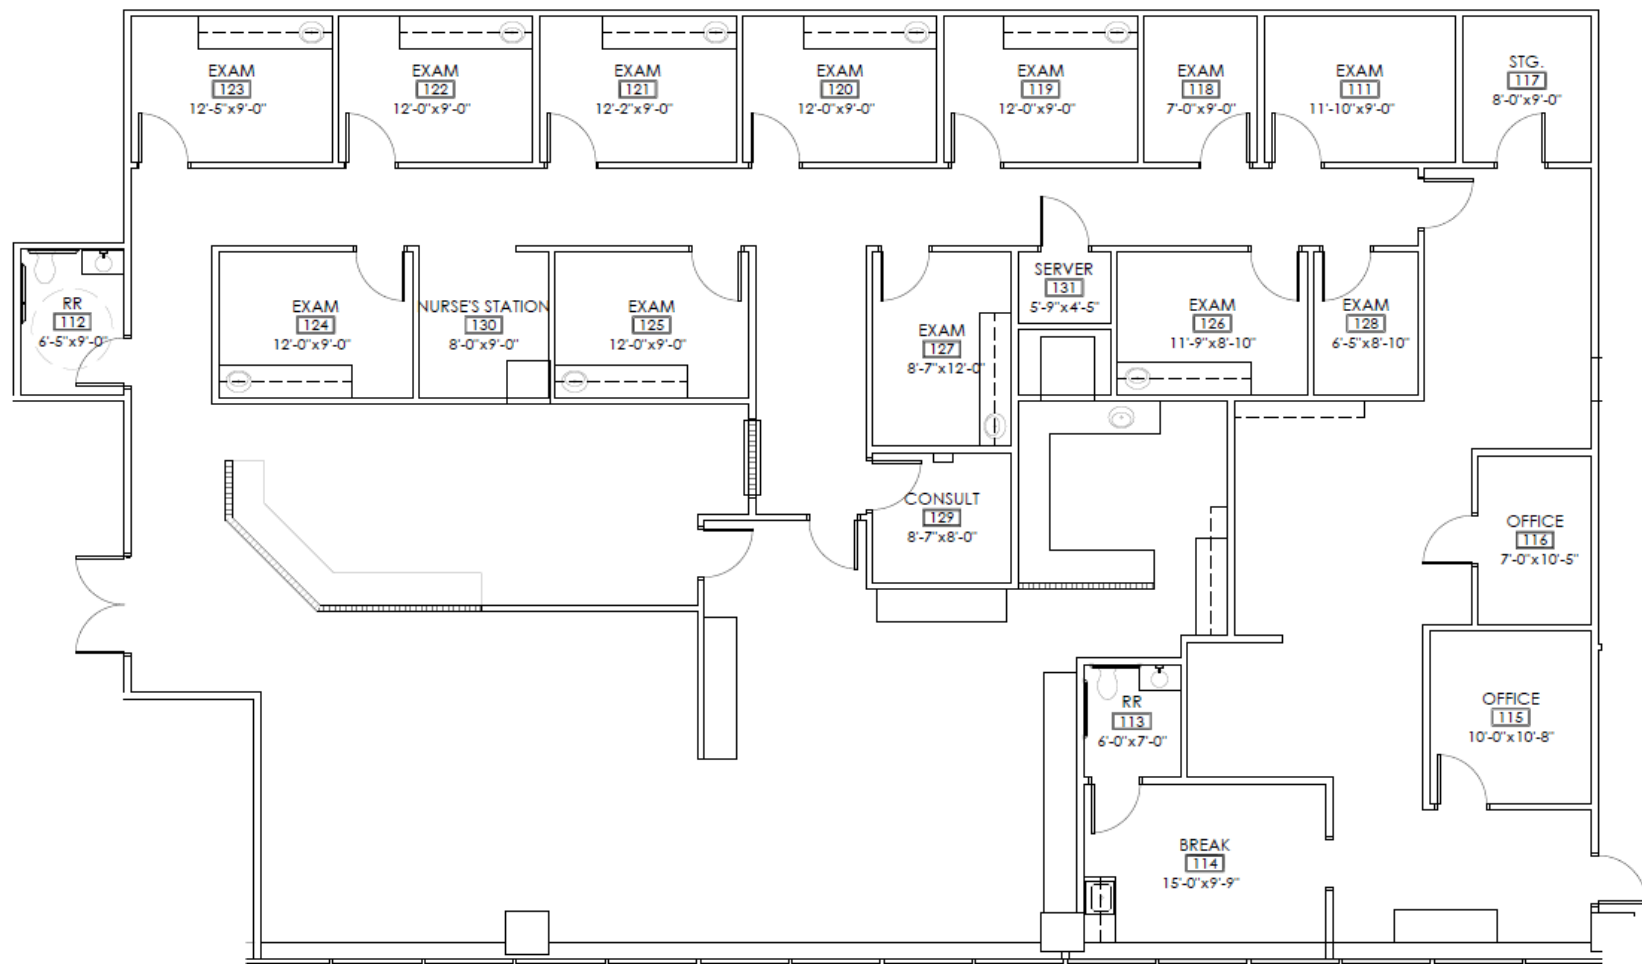 EXAM
123
12'-5"x9'-0"
EXAM
122
12'-0"x9'-0"
EXAM
121
12'-2"x9'-0"
EXAM
120
12'-0"x9'-0"
EXAM
119
12'-0"x9'-0"
EXAM
118
7'-0"x9'-0"
EXAM
111
11'-10"x9'-0"
STG.
117
8'-0"x9'-0"
RR
112
6'-5"x9'-0"
EXAM
124
12'-0"x9'-0"
NURSE'S STATION
130
8'-0"x9'-0"
EXAM
125
12'-0"x9'-0"
EXAM
127
8'-7"x12'-0"
SERVER
131
5'-9"x4'-5"
EXAM
126
11'-9"x8'-10"
EXAM
128
6'-5"x8'-10"
CONSULT
129
8'-7"x8'-0"
OFFICE
116
7'-0"x10'-5"
RR
113
6'-0"x7'-0"
OFFICE
115
10'-0"x10'-8"
BREAK
114
15'-0"x9'-9"